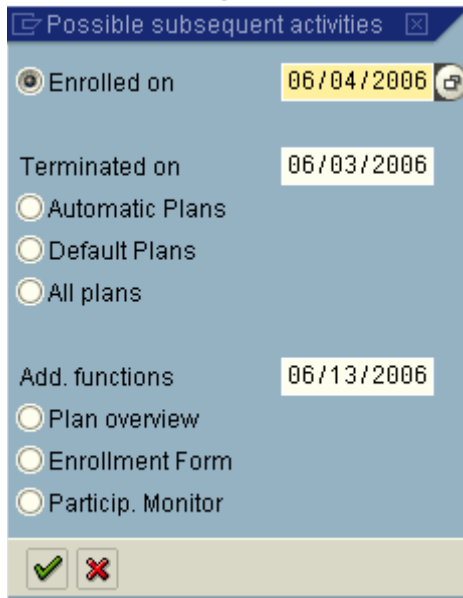 Possible subsequent activities
Enrolled on 06/04/2006
Terminated on 06/03/2006
Automatic Plans
Default Plans
All plans
Add. functions 06/13/2006
Plan overview
Enrollment Form
Particip. Monitor